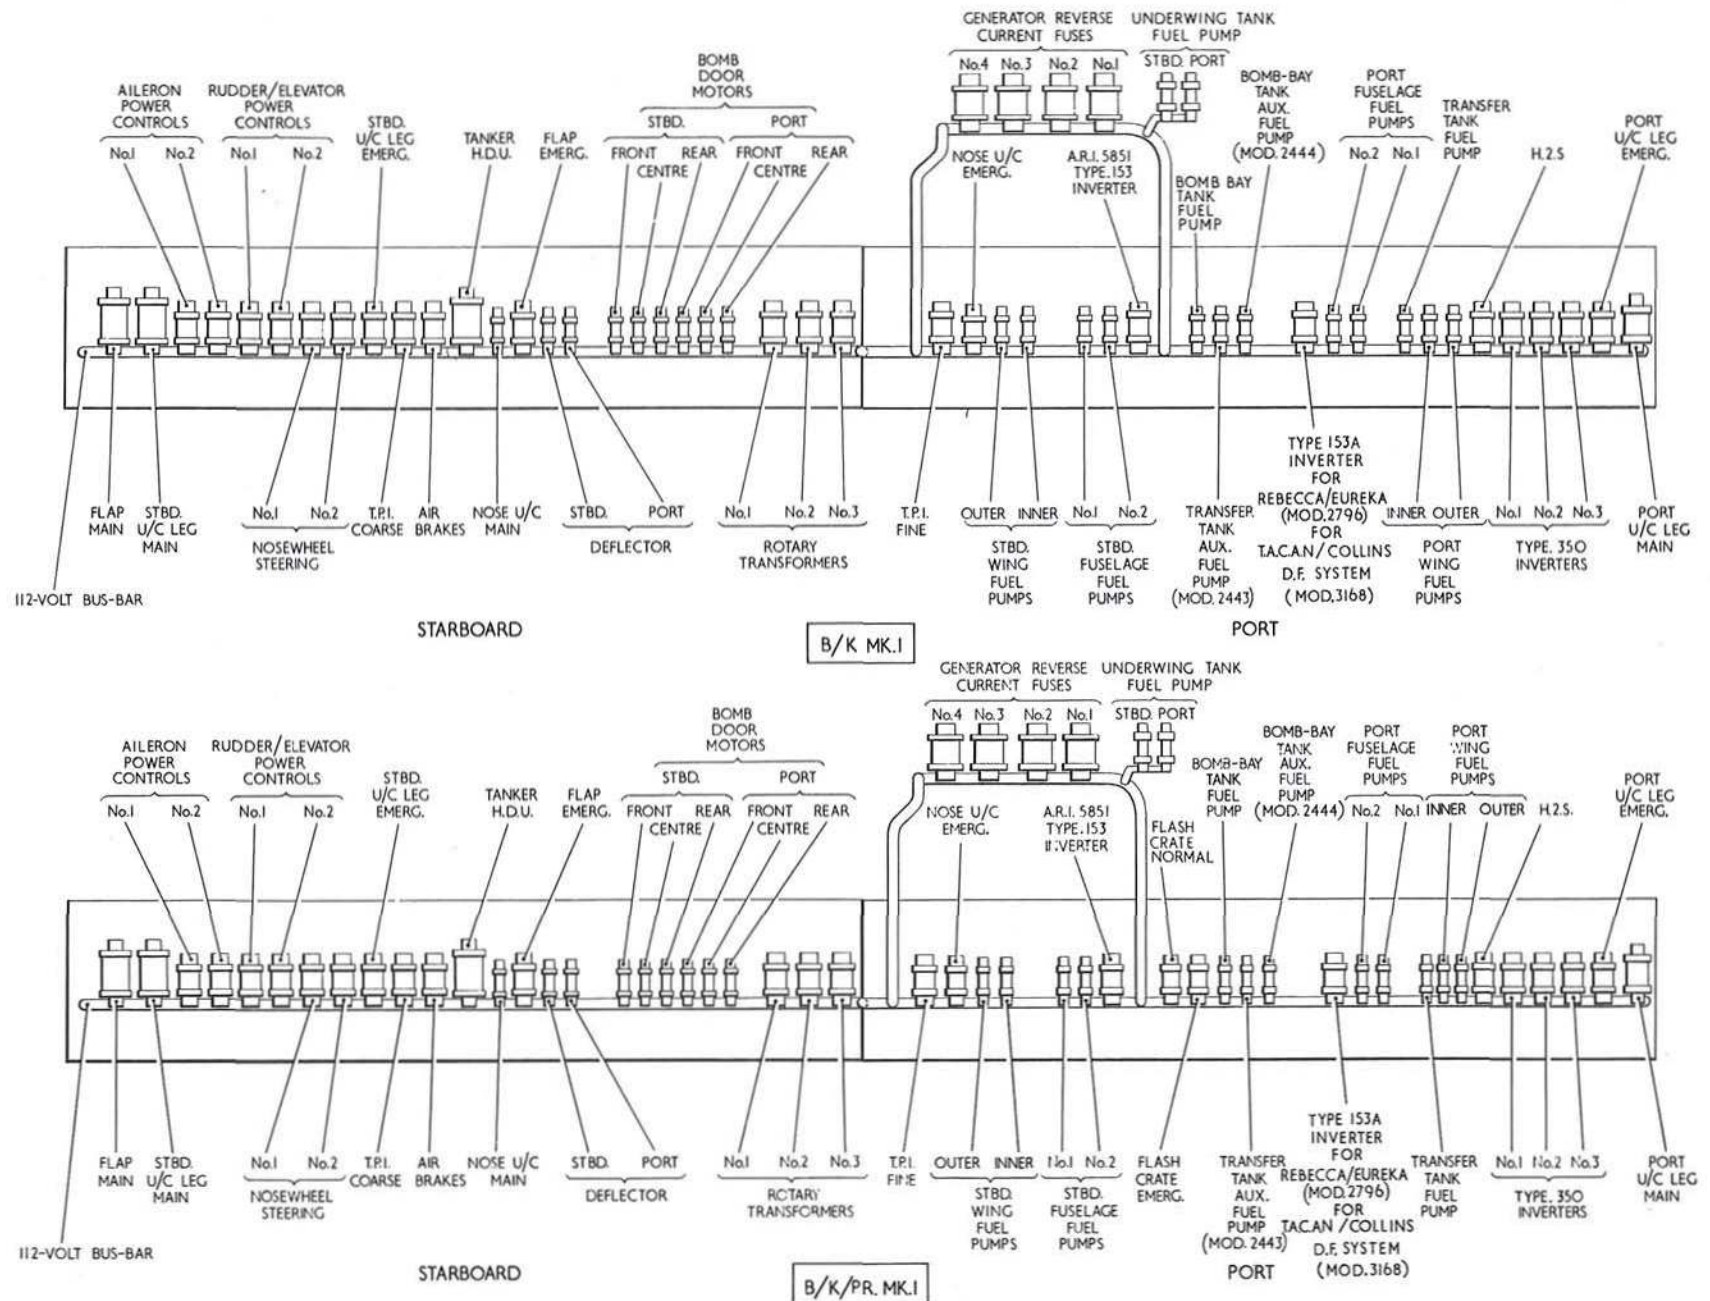 GENERATOR REVERSE
CURRENT FUSES
No.4 No.3 No.2 No.1
UNDERWING TANK
FUEL PUMP
STBD. PORT
AILERON
POWER
CONTROLS
No.1 No.2
RUDDER/ELEVATOR
POWER
CONTROLS
No.1 No.2
STBD.
U/C LEG
EMERG.
TANKER
H.D.U.
FLAP
EMERG.
BOMB
DOOR
MOTORS
STBD. PORT
FRONT REAR FRONT REAR
CENTRE CENTRE
NOSE U/C
EMERG.
A.R.I. 5851
TYPE.153
INVERTER
BOMB BAY
TANK
FUEL
PUMP
BOMB-BAY
TANK
AUX.
FUEL
PUMP
(MOD. 2444)
PORT
FUSELAGE
FUEL
PUMPS
No.2 No.1
TRANSFER
TANK
FUEL
PUMP
H.2.S
PORT
U/C LEG
EMERG.
FLAP
MAIN
STBD.
U/C LEG
MAIN
No.1 No.2
NOSEWHEEL
STEERING
T.P.I.
COARSE
AIR
BRAKES
NOSE U/C
MAIN
STBD. PORT
DEFLECTOR
No.1 No.2 No.3
ROTARY
TRANSFORMERS
T.P.I.
FINE
OUTER INNER
STBD.
WING
FUEL
PUMPS
No.1 No.2
STBD.
FUSELAGE
FUEL
PUMPS
TRANSFER
TANK
AUX.
FUEL
PUMP
(MOD. 2443)
TYPE 153A
INVERTER
FOR
REBECCA/EUREKA
(MOD.2796)
FOR
T.A.C.A.N/COLLINS
D.F. SYSTEM
(MOD.3168)
INNER OUTER
PORT
WING
FUEL
PUMPS
No.1 No.2 No.3
TYPE. 350
INVERTERS
PORT
U/C LEG
MAIN
112-VOLT BUS-BAR
STARBOARD
B/K MK.1
PORT
GENERATOR REVERSE
CURRENT FUSES
No.4 No.3 No.2 No.1
UNDERWING TANK
FUEL PUMP
STBD. PORT
AILERON
POWER
CONTROLS
No.1 No.2
RUDDER/ELEVATOR
POWER
CONTROLS
No.1 No.2
STBD.
U/C LEG
EMERG.
TANKER
H.D.U.
FLAP
EMERG.
BOMB
DOOR
MOTORS
STBD. PORT
FRONT REAR FRONT REAR
CENTRE CENTRE
NOSE U/C
EMERG.
A.R.I. 5851
TYPE.153
INVERTER
FLASH
CRATE
NORMAL
BOMB-BAY
TANK
FUEL
PUMP
BOMB-BAY
TANK
AUX.
FUEL
PUMP
(MOD. 2444)
PORT
FUSELAGE
FUEL
PUMPS
No.2 No.1
PORT
WING
FUEL
PUMPS
INNER OUTER
H.2.S.
PORT
U/C LEG
EMERG.
FLAP
MAIN
STBD.
U/C LEG
MAIN
No.1 No.2
NOSEWHEEL
STEERING
T.P.I.
COARSE
AIR
BRAKES
NOSE U/C
MAIN
STBD. PORT
DEFLECTOR
No.1 No.2 No.3
ROTARY
TRANSFORMERS
T.P.I.
FINE
OUTER INNER
STBD.
WING
FUEL
PUMPS
No.1 No.2
STBD.
FUSELAGE
FUEL
PUMPS
FLASH
CRATE
EMERG.
TRANSFER
TANK
AUX.
FUEL
PUMP
(MOD. 2443)
TYPE 153A
INVERTER
FOR
REBECCA/EUREKA
(MOD.2796)
FOR
T.A.C.A.N/COLLINS
D.F. SYSTEM
(MOD.3168)
TRANSFER
TANK
FUEL
PUMP
No.1 No.2 No.3
TYPE. 350
INVERTERS
PORT
U/C LEG
MAIN
112-VOLT BUS-BAR
STARBOARD
B/K/PR. MK.1
PORT